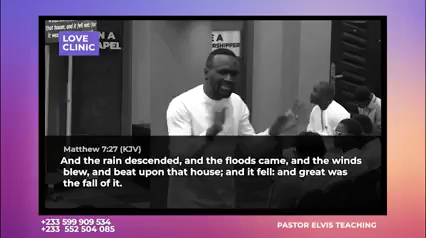 LOVE
CLINIC
Matthew 7:27 (KJV)
And the rain descended, and the floods came, and the winds
blew, and beat upon that house; and it fell: and great was
the fall of it.
+233 599 909 534
+233 552 504 085
PASTOR ELVIS TEACHING